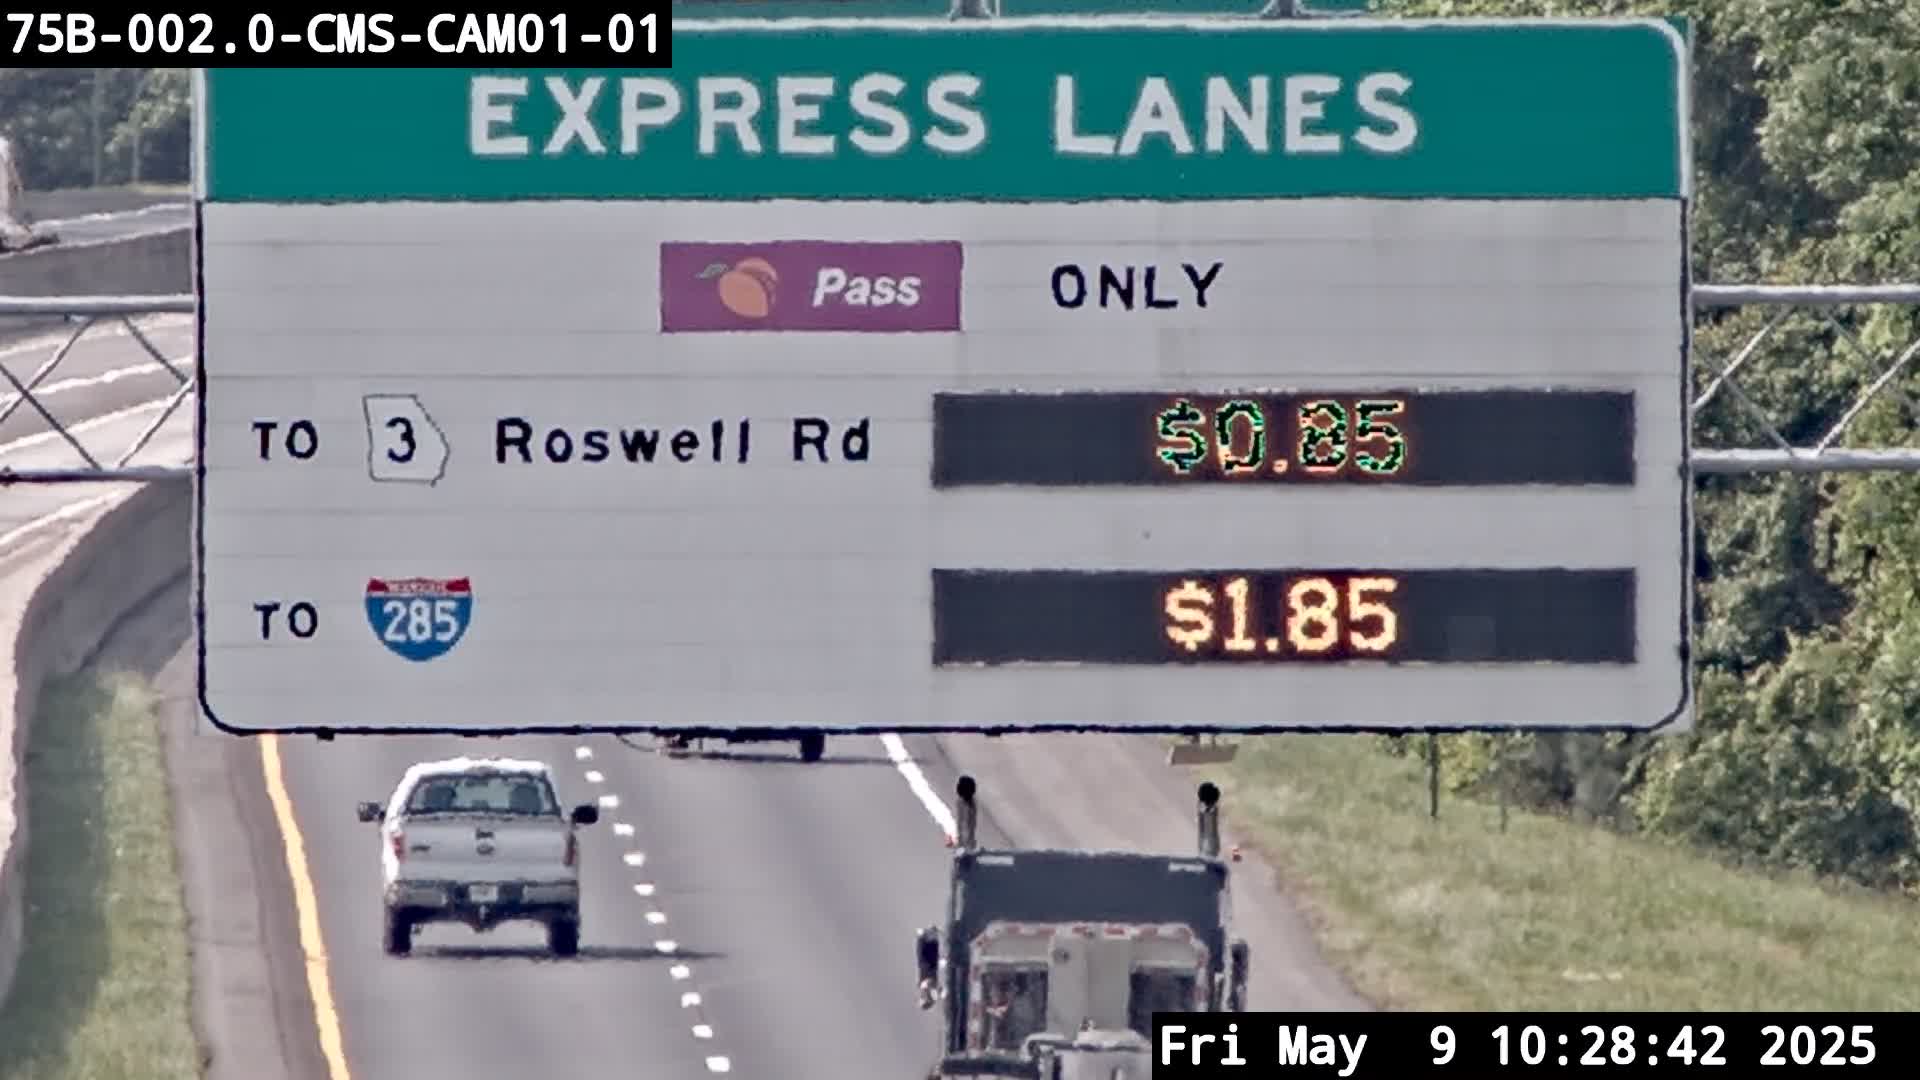 75B-002.0-CMS-CAM01-01
EXPRESS LANES
Pass ONLY
TO 3 Roswell Rd $0.85
TO 285 $1.85
Fri May 9 10:28:42 2025